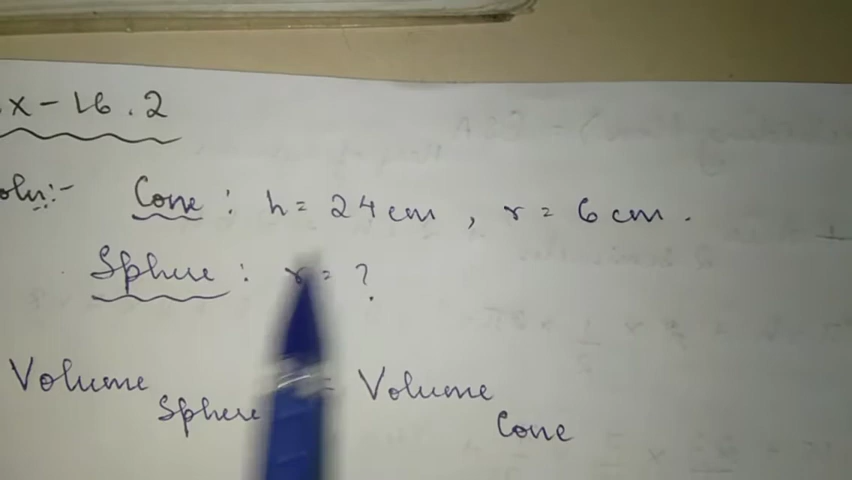 x-16.2
soln:-
Cone : h = 24 cm , r = 6 cm .
Sphere : r = ?
Volume Sphere = Volume Cone